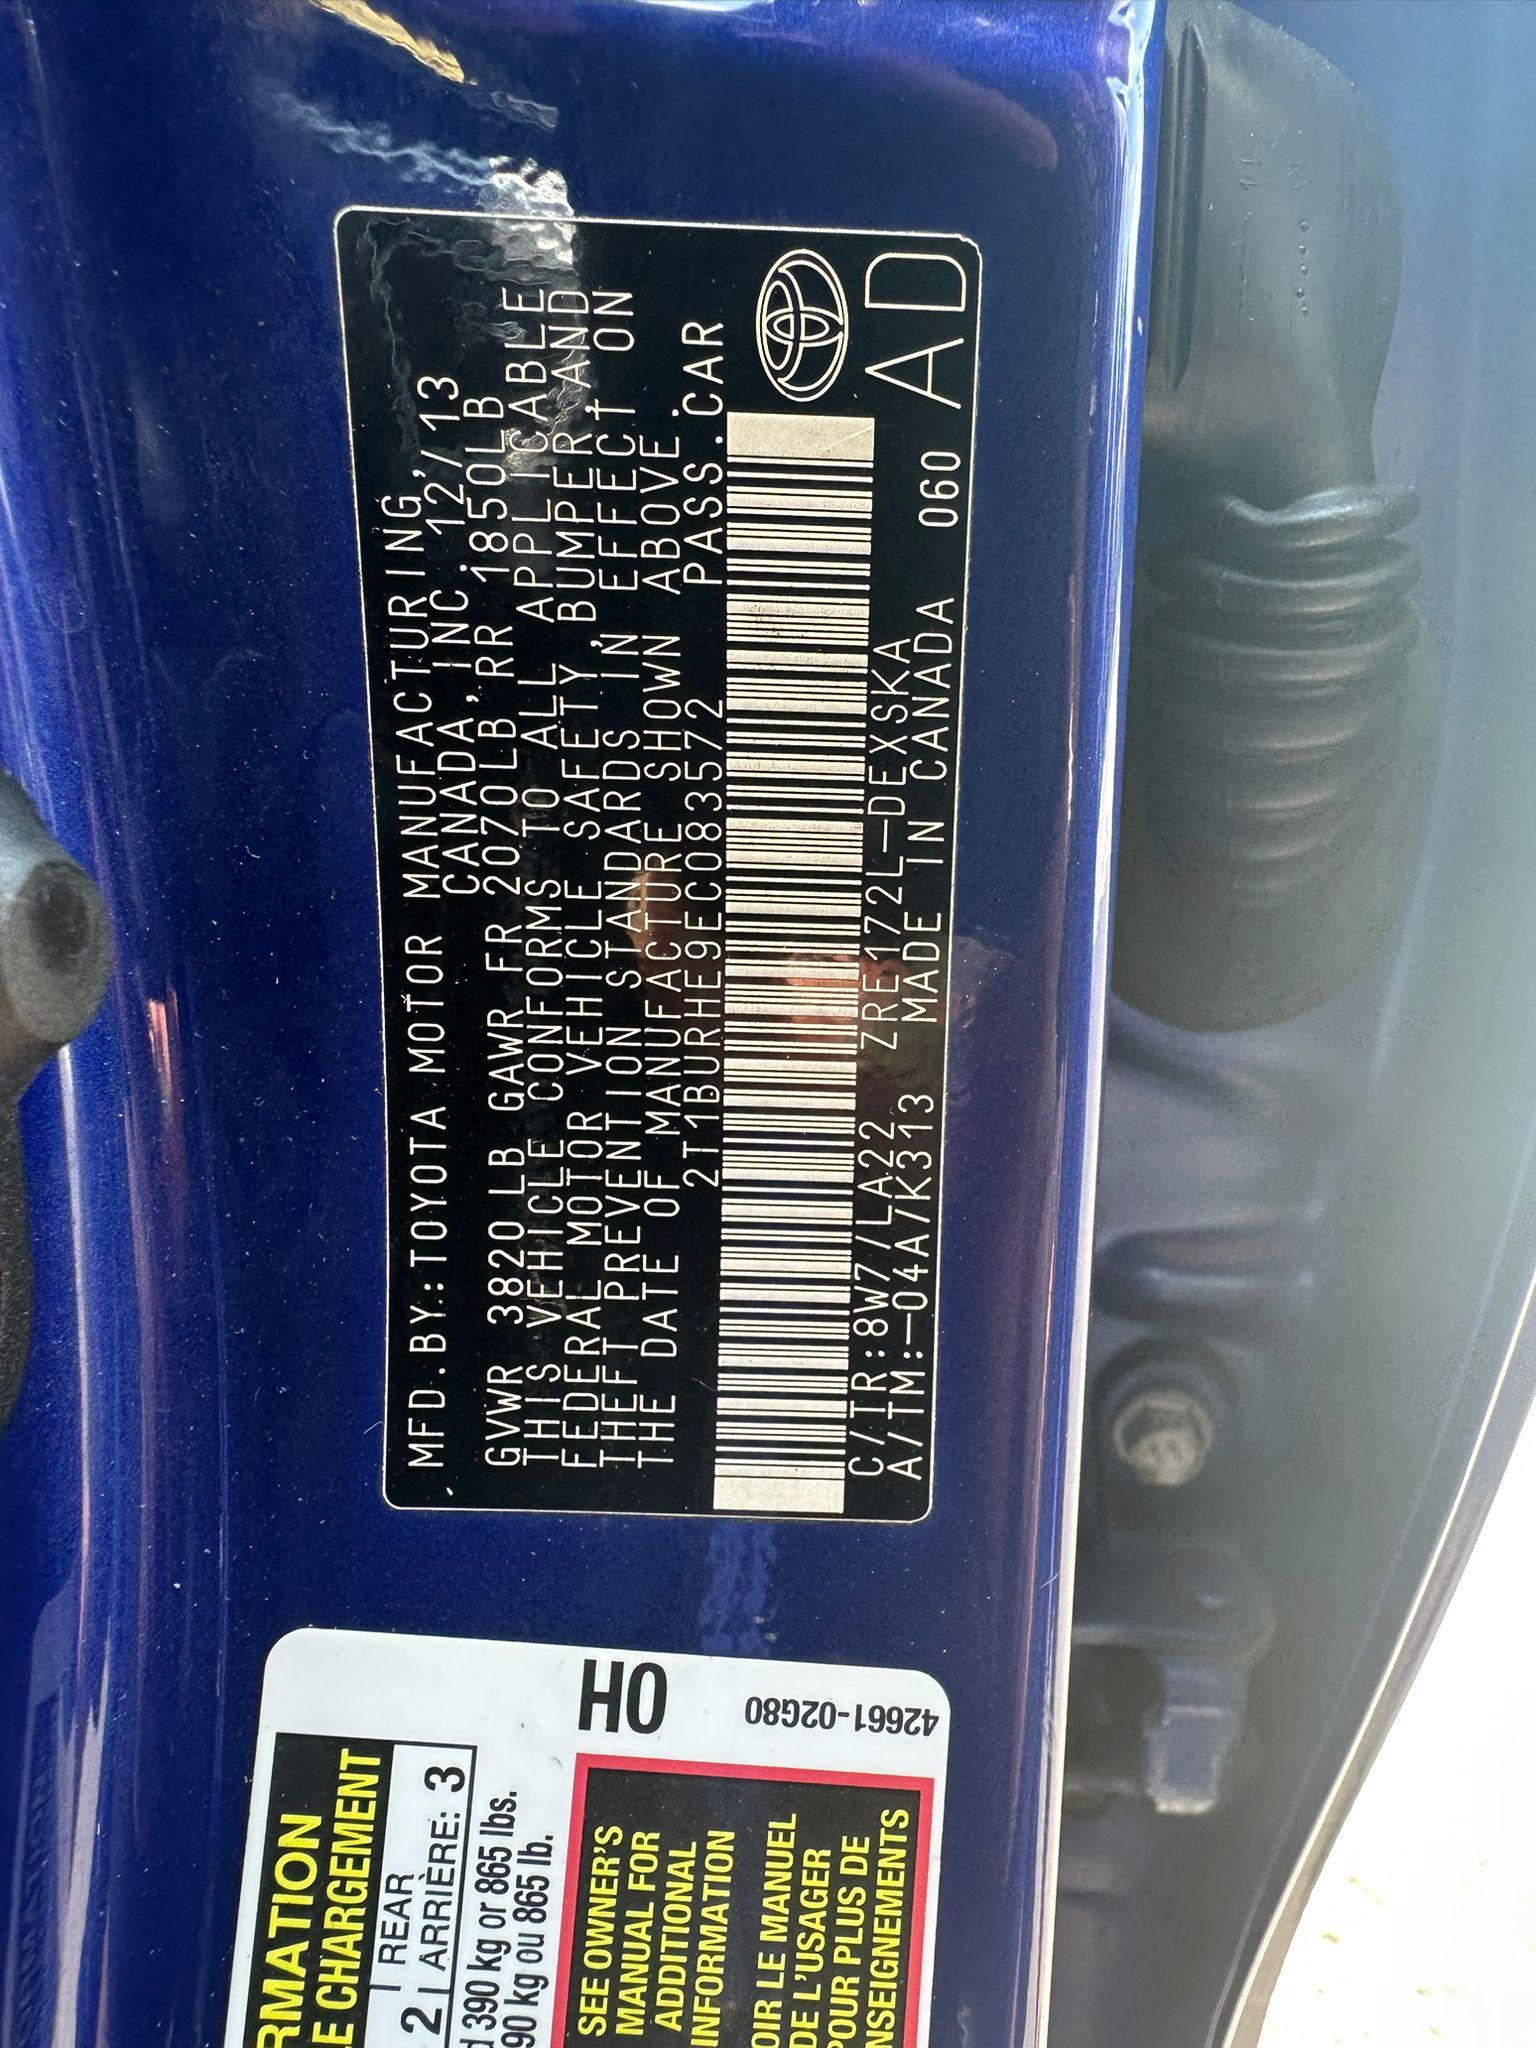 MFD.BY.:TOYOTA MOTOR MANUFACTURING,
CANADA,INC. 12/13
GVWR 3820LB GAWR FR 2070LB,RR 1850LB
THIS VEHICLE CONFORMS TO ALL APPLICABLE
FEDERAL MOTOR VEHICLE SAFETY, BUMPER, AND
THEFT PREVENTION STANDARDS IN EFFECT ON
THE DATE OF MANUFACTURE SHOWN ABOVE.
2T1BURHE9EC083572 PASS.CAR
C/TR:8W7/LA22 ZRE172L-DEXSKA
A/TM:-04A/K313 MADE IN CANADA 060 AD
RMATION
E CHARGEMENT
2 REAR
ARRIÈRE: 3
d 390 kg or 865 lbs.
90 kg ou 865 lb.
0H
SEE OWNER'S
MANUAL FOR
ADDITIONAL
INFORMATION
OIR LE MANUEL
DE L'USAGER
POUR PLUS DE
NSEIGNEMENTS
42661-02G80